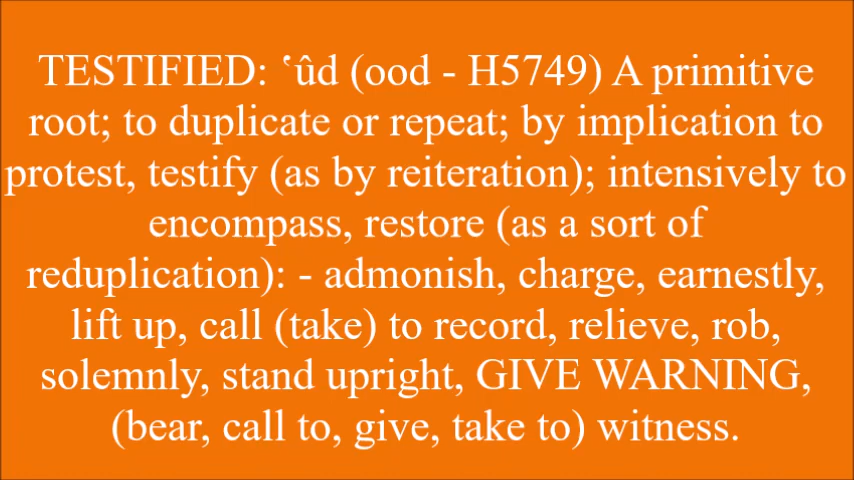 TESTIFIED: ‛ûd (ood - H5749) A primitive
root; to duplicate or repeat; by implication to
protest, testify (as by reiteration); intensively to
encompass, restore (as a sort of
reduplication): - admonish, charge, earnestly,
lift up, call (take) to record, relieve, rob,
solemnly, stand upright, GIVE WARNING,
(bear, call to, give, take to) witness.